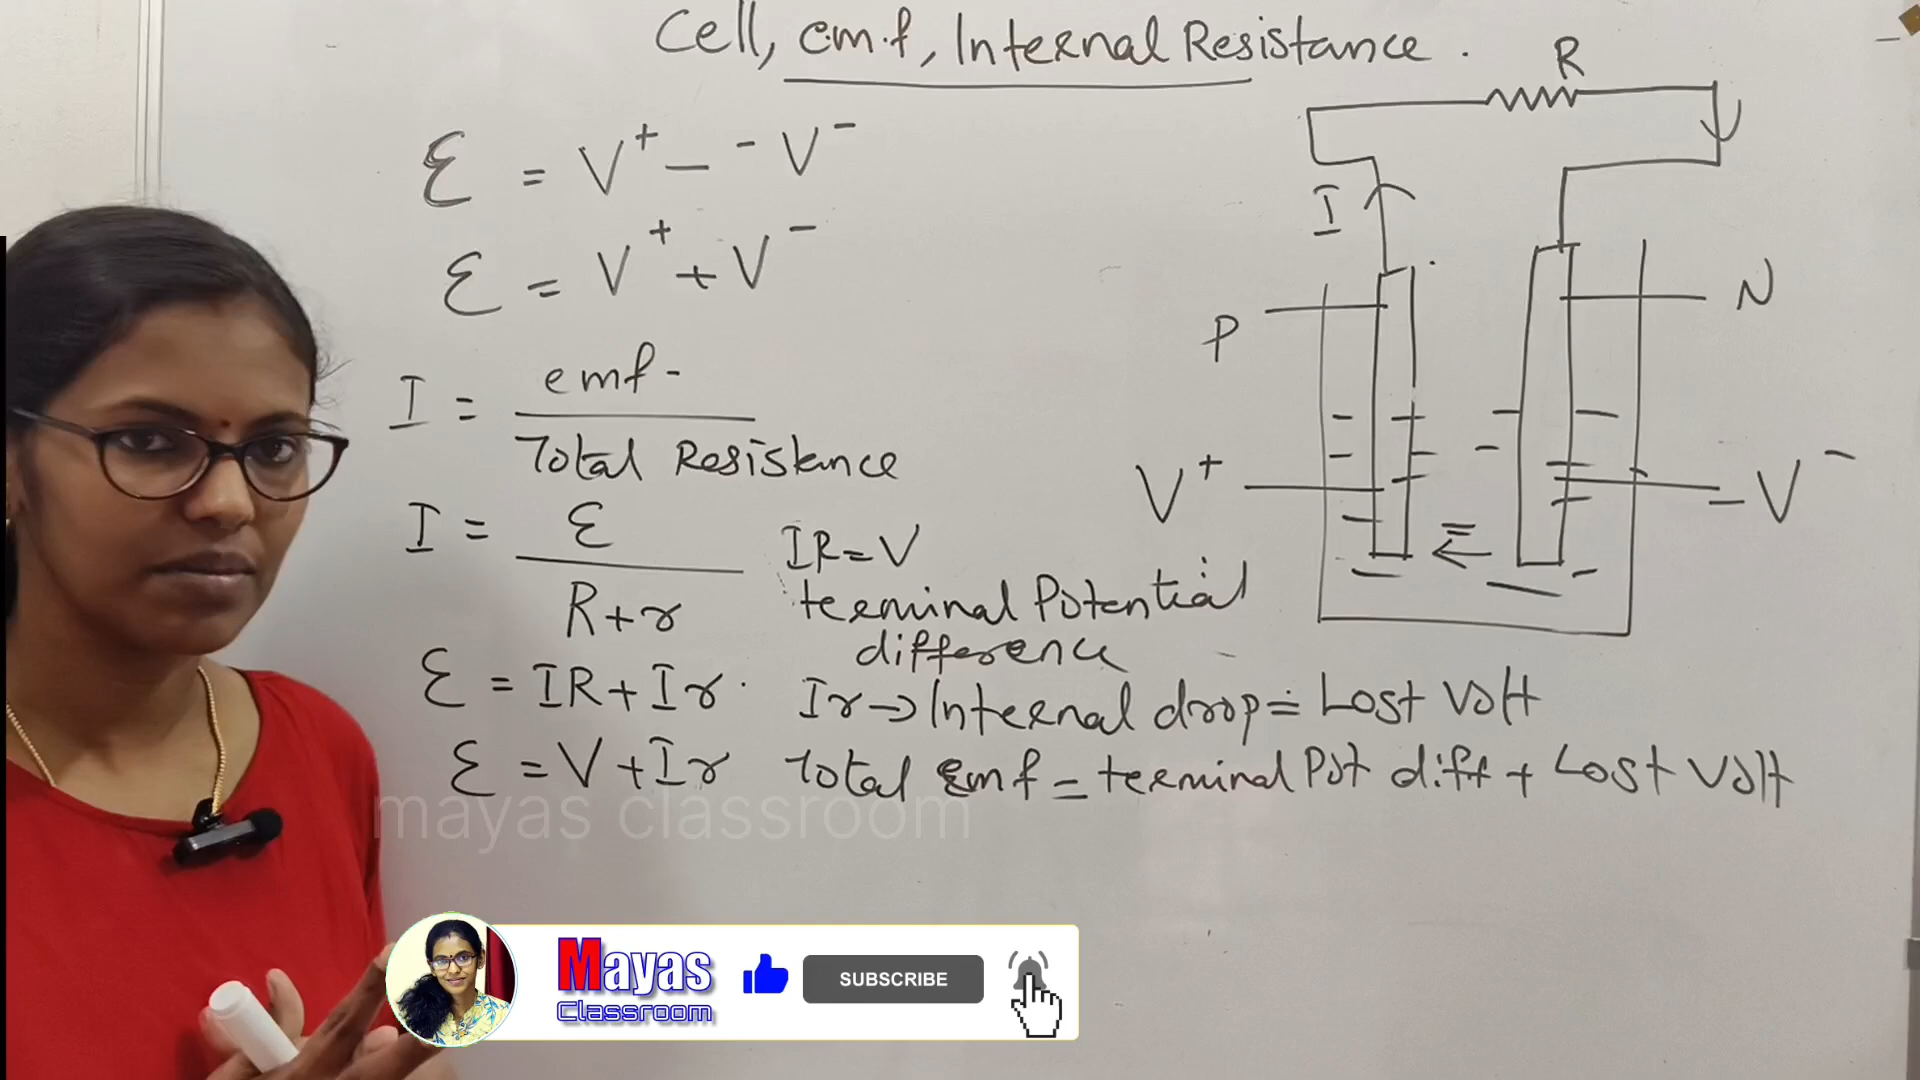 Cell, e.m.f, Internal Resistance.
R
ε = V⁺ - -V⁻
I
ε = V⁺ + V⁻
P
N
I = emf / Total Resistance
V⁺
-V⁻
I = ε / R+r
IR = V
terminal Potential
difference
ε = IR + Ir.
Ir → Internal drop = Lost Volt
ε = V + Ir
Total Emf = terminal Pot diff + Lost Volt
mayas classroom
Mayas
Classroom
SUBSCRIBE